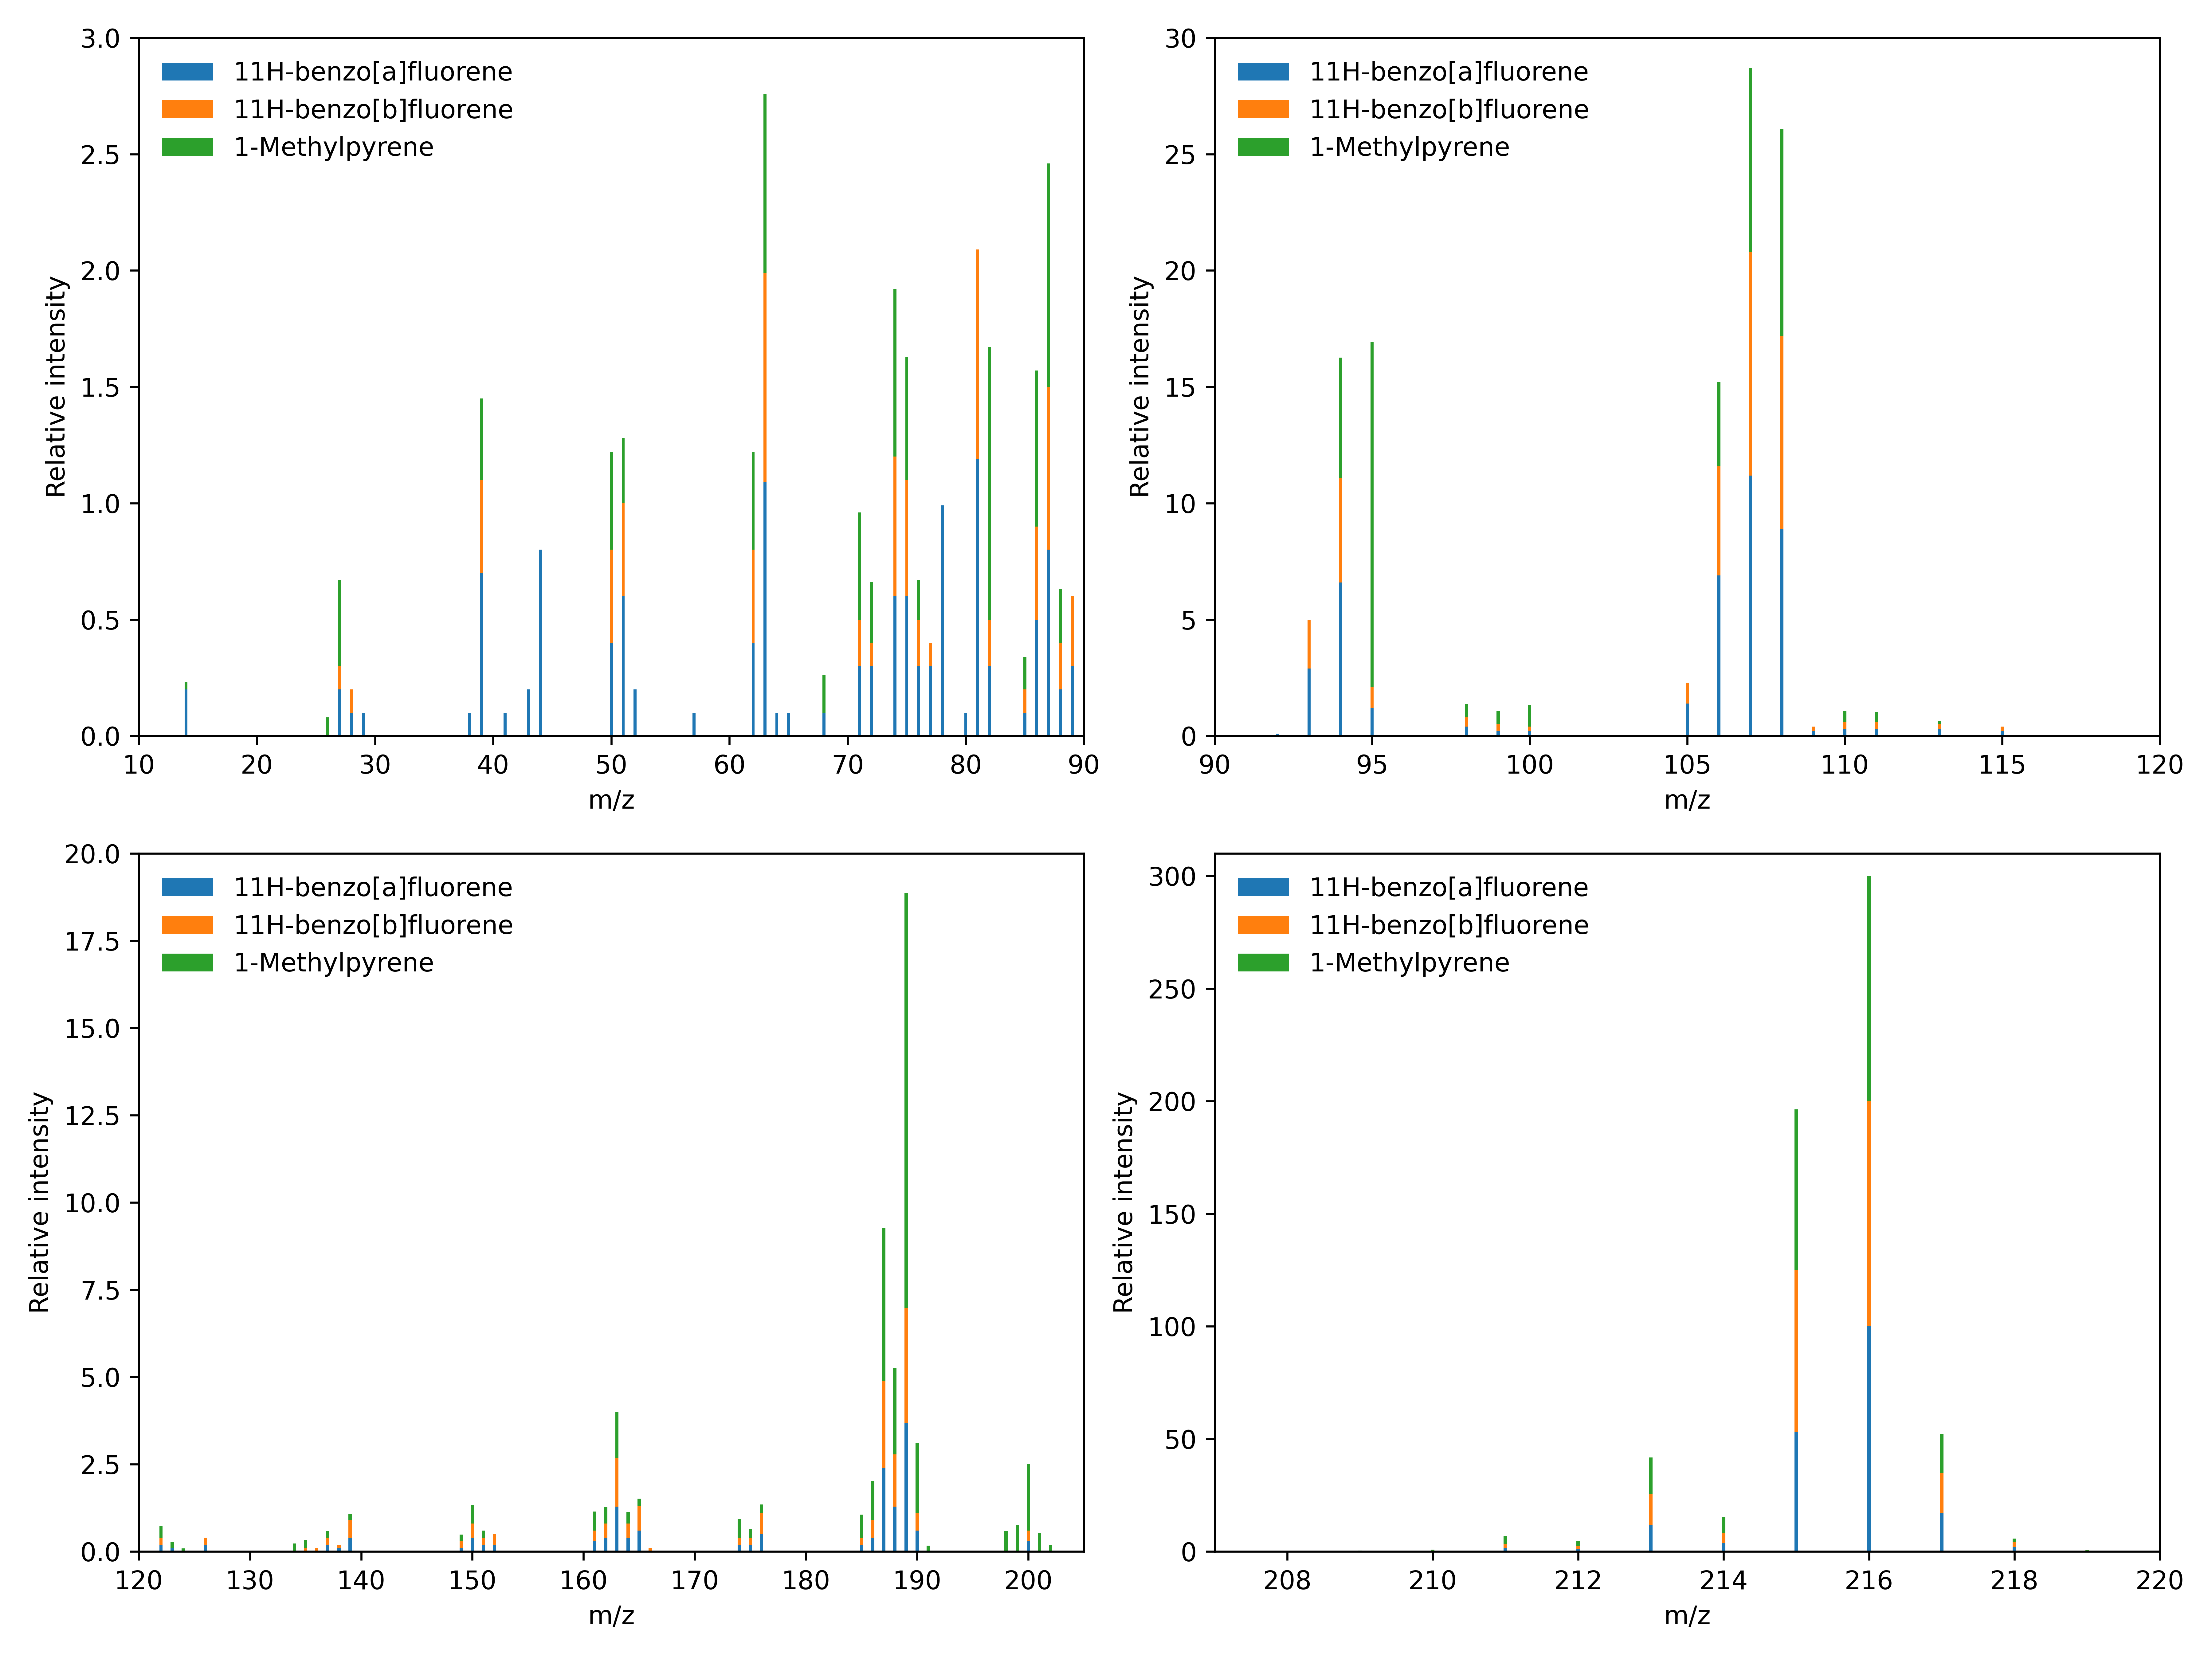 3.0
2.5
2.0
1.5
1.0
0.5
0.0
Relative intensity
11H-benzo[a]fluorene
11H-benzo[b]fluorene
1-Methylpyrene
10 20 30 40 50 60 70 80 90
m/z
30
25
20
15
10
5
0
Relative intensity
11H-benzo[a]fluorene
11H-benzo[b]fluorene
1-Methylpyrene
90 95 100 105 110 115 120
m/z
20.0
17.5
15.0
12.5
10.0
7.5
5.0
2.5
0.0
Relative intensity
11H-benzo[a]fluorene
11H-benzo[b]fluorene
1-Methylpyrene
120 130 140 150 160 170 180 190 200
m/z
300
250
200
150
100
50
0
Relative intensity
11H-benzo[a]fluorene
11H-benzo[b]fluorene
1-Methylpyrene
208 210 212 214 216 218 220
m/z